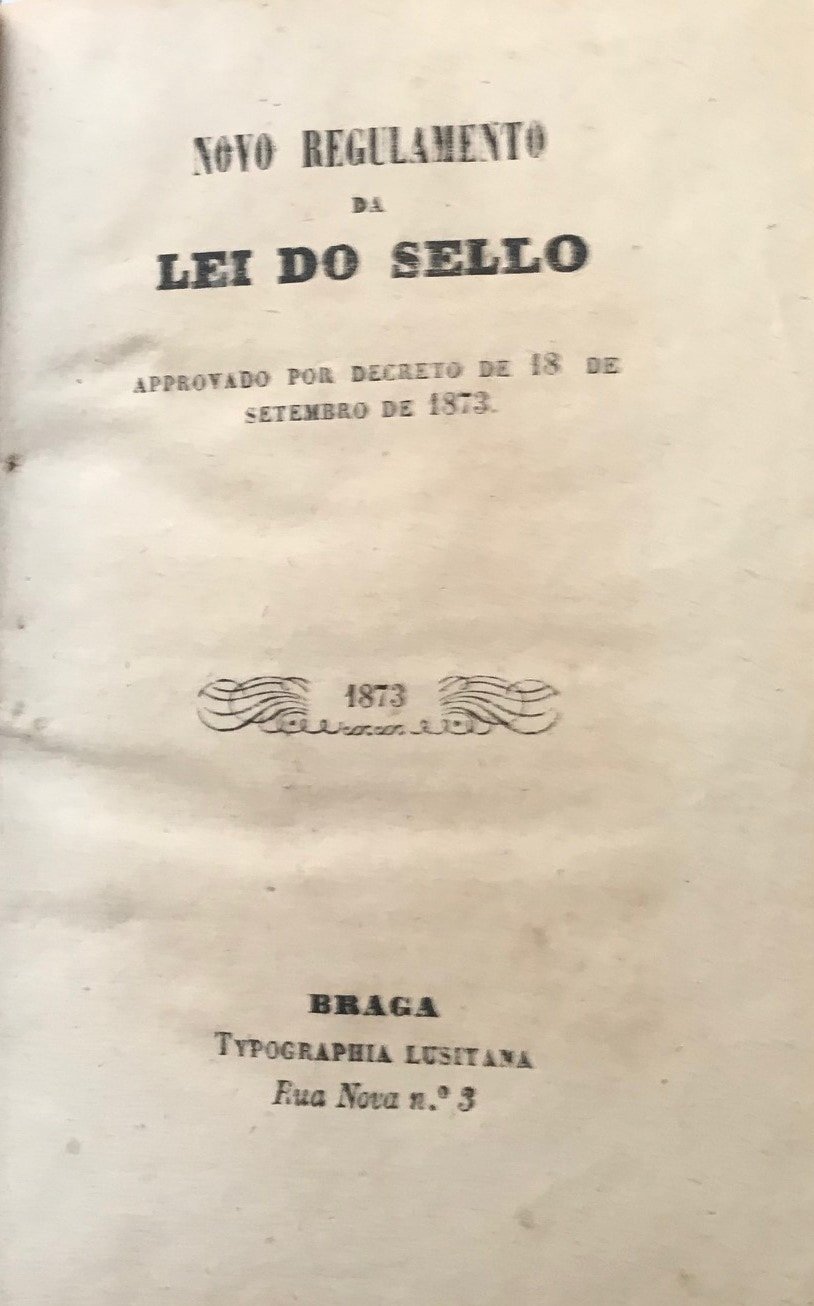 NOVO REGULAMENTO
DA
LEI DO SELLO
APPROVADO POR DECRETO DE 18 DE
SETEMBRO DE 1873.
1873
BRAGA
TYPOGRAPHIA LUSITANA
Rua Nova n.º 3